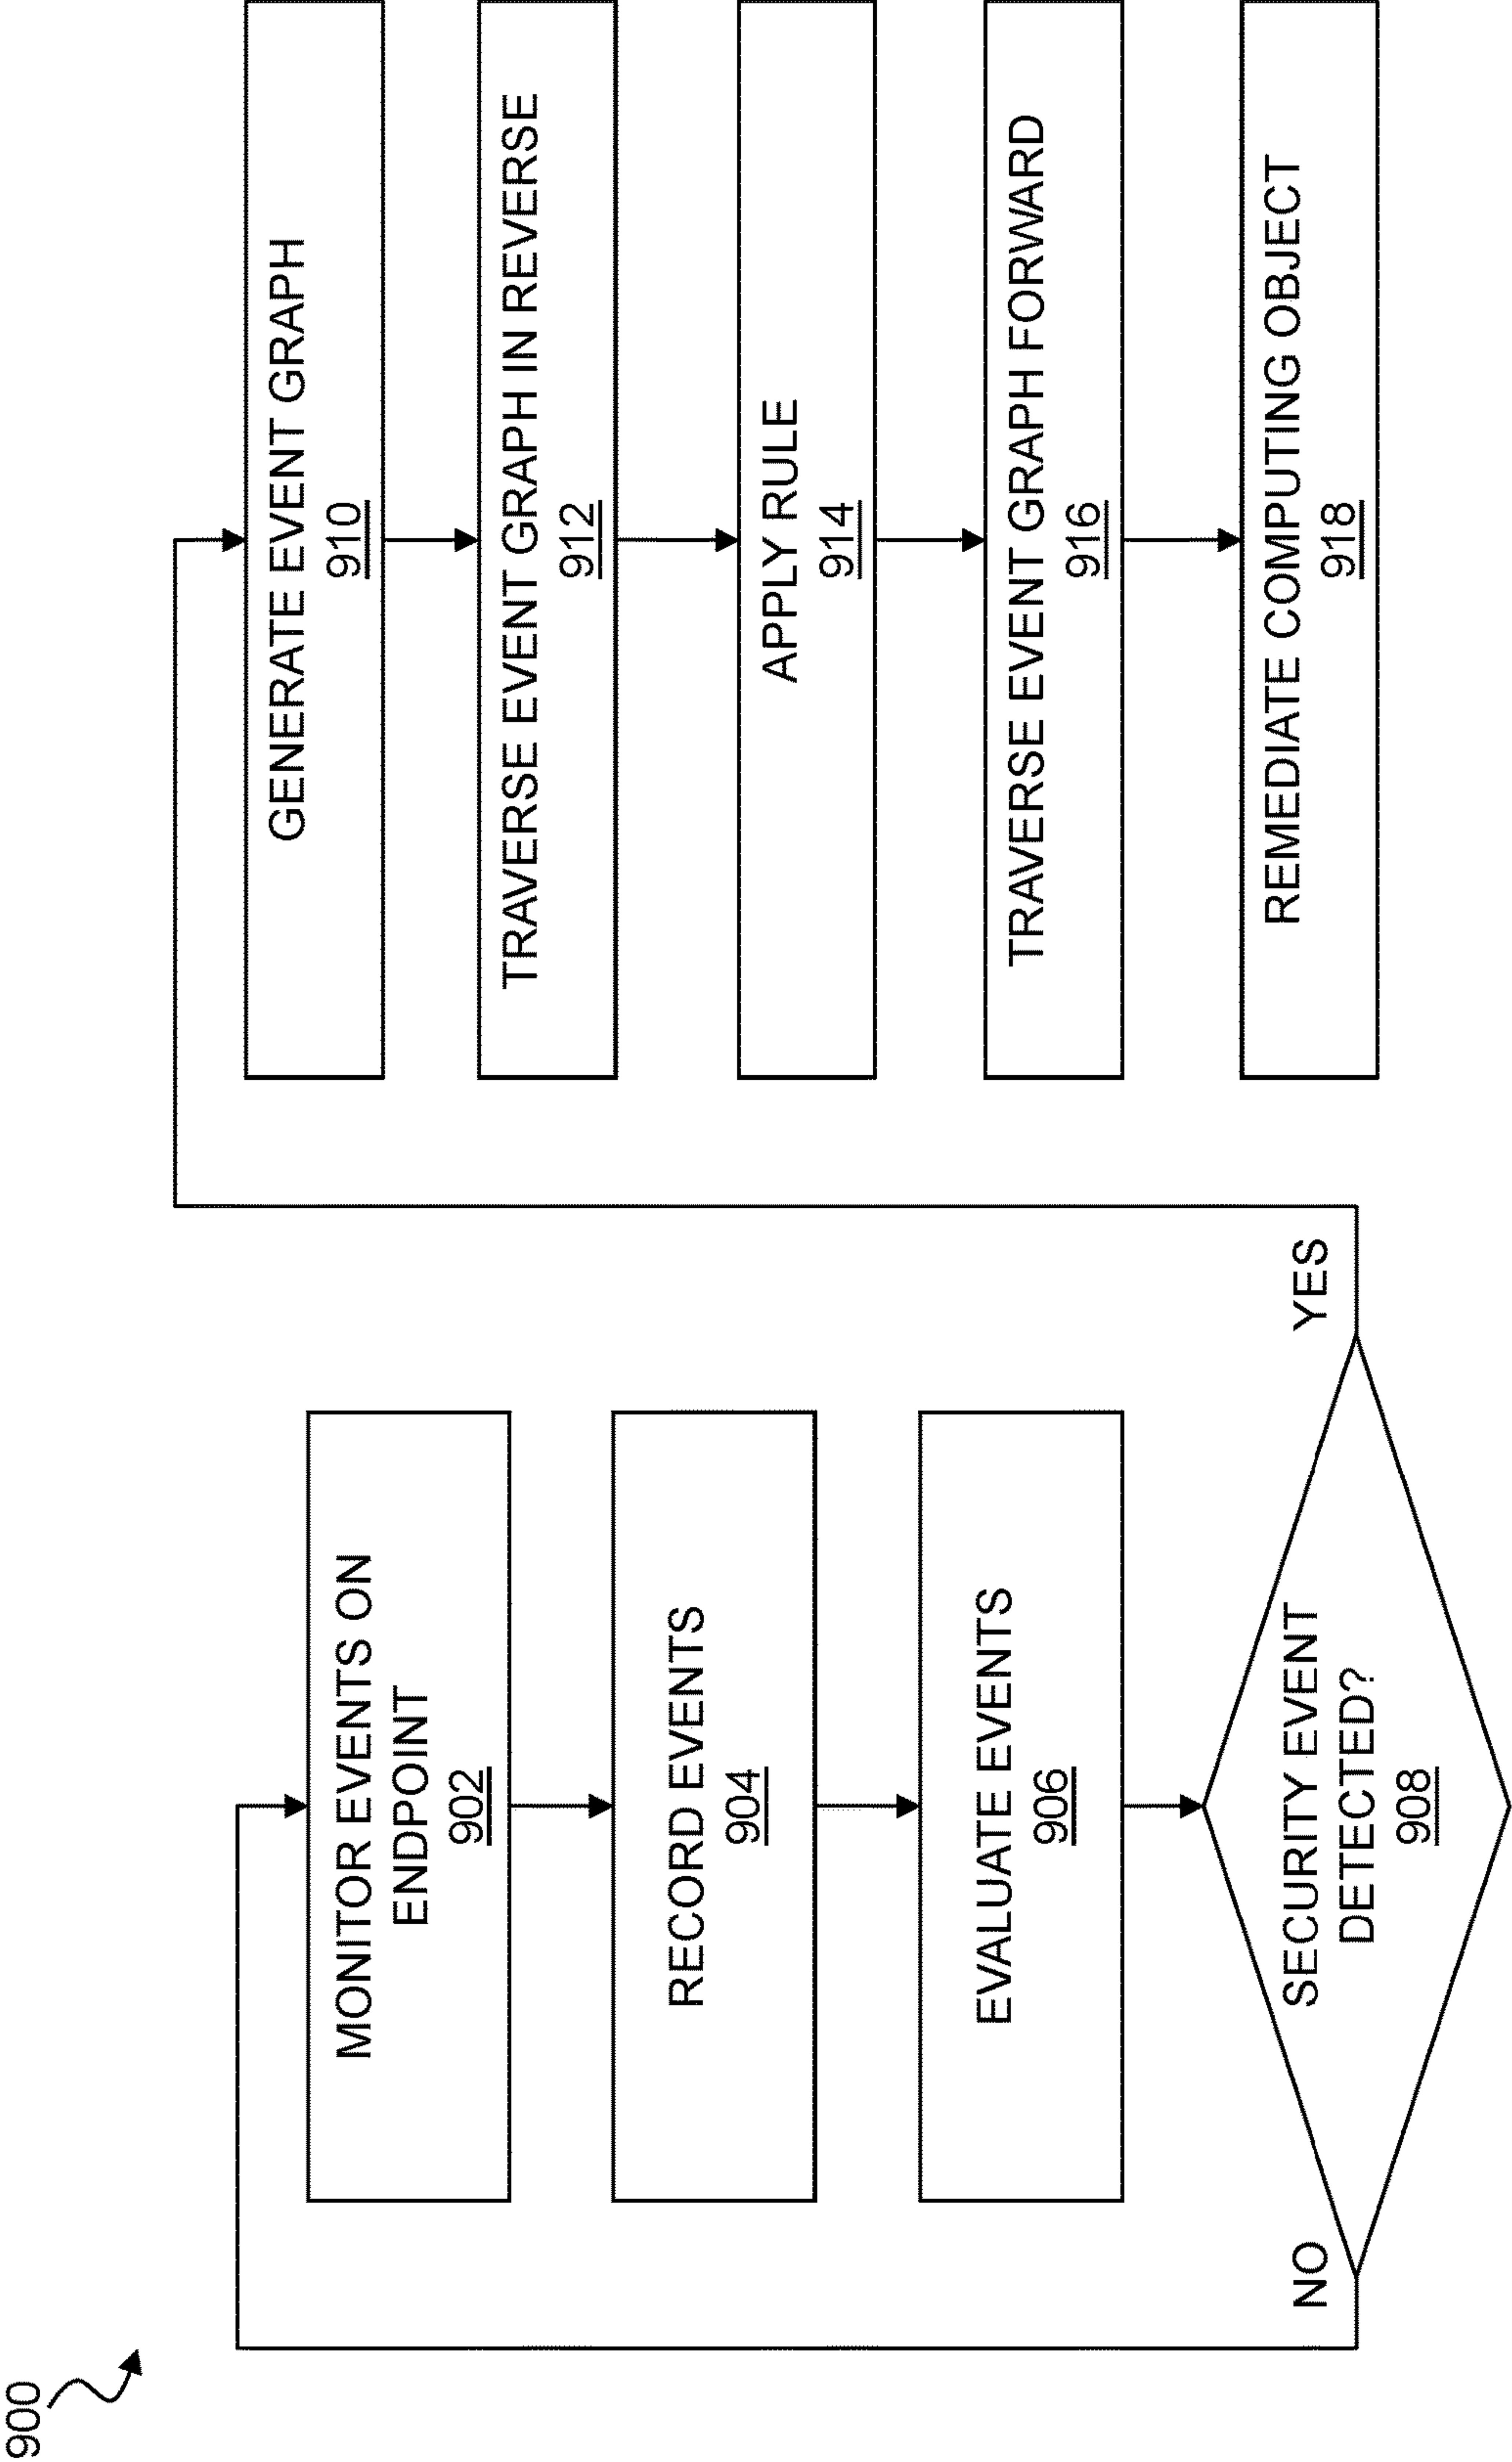 900
MONITOR EVENTS ON
ENDPOINT
902
RECORD EVENTS
904
EVALUATE EVENTS
906
SECURITY EVENT
DETECTED?
908
NO
YES
GENERATE EVENT GRAPH
910
TRAVERSE EVENT GRAPH IN REVERSE
912
APPLY RULE
914
TRAVERSE EVENT GRAPH FORWARD
916
REMEDIATE COMPUTING OBJECT
918